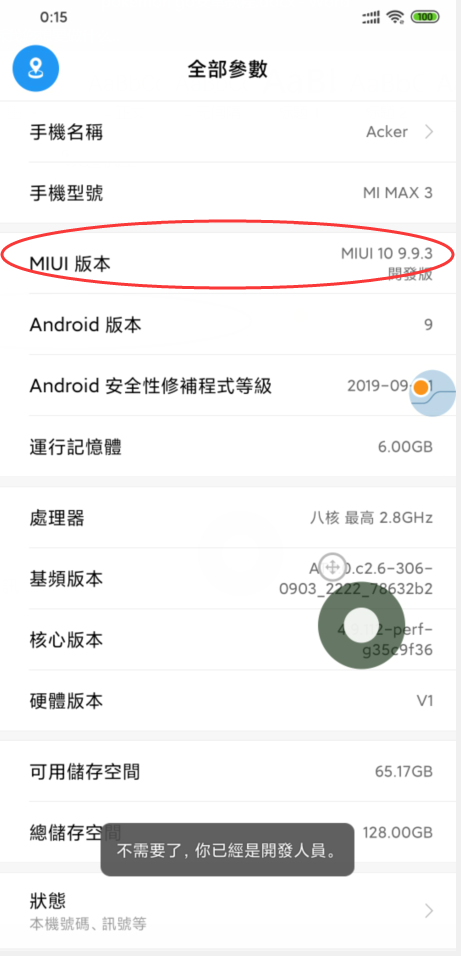 0:15
100
全部參數
手機名稱
Acker
手機型號
MI MAX 3
MIUI 版本
MIUI 10 9.9.3
開發版
Android 版本
9
Android 安全性修補程式等級
2019-09-
運行記憶體
6.00GB
處理器
八核 最高 2.8GHz
基頻版本
.c2.6-306-
0903_2222_78632b2
核心版本
-perf-
g35c9f36
硬體版本
V1
可用儲存空間
65.17GB
總儲存空間
128.00GB
不需要了，你已經是開發人員。
狀態
本機號碼、訊號等